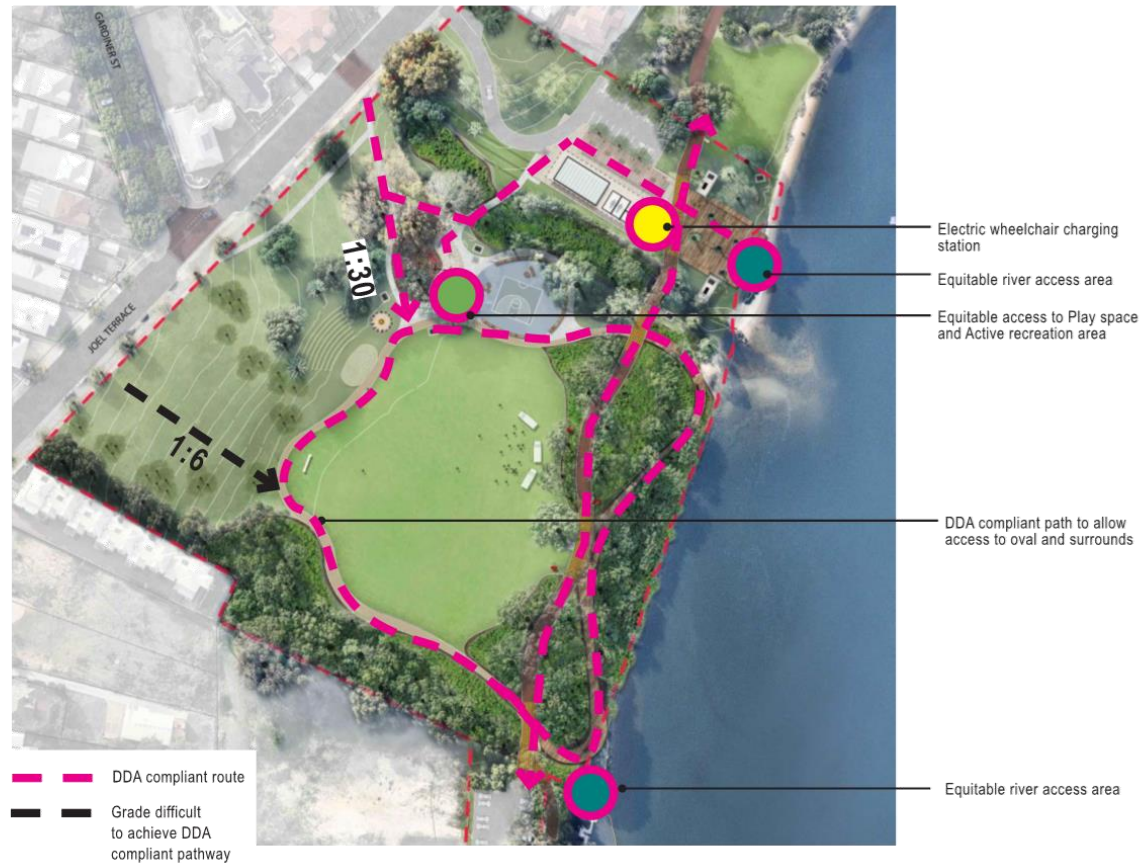 GARDINER ST
JOEL TERRACE
1:30
1:6
Electric wheelchair charging
station
Equitable river access area
Equitable access to Play space
and Active recreation area
DDA compliant path to allow
access to oval and surrounds
Equitable river access area
DDA compliant route
Grade difficult
to achieve DDA
compliant pathway